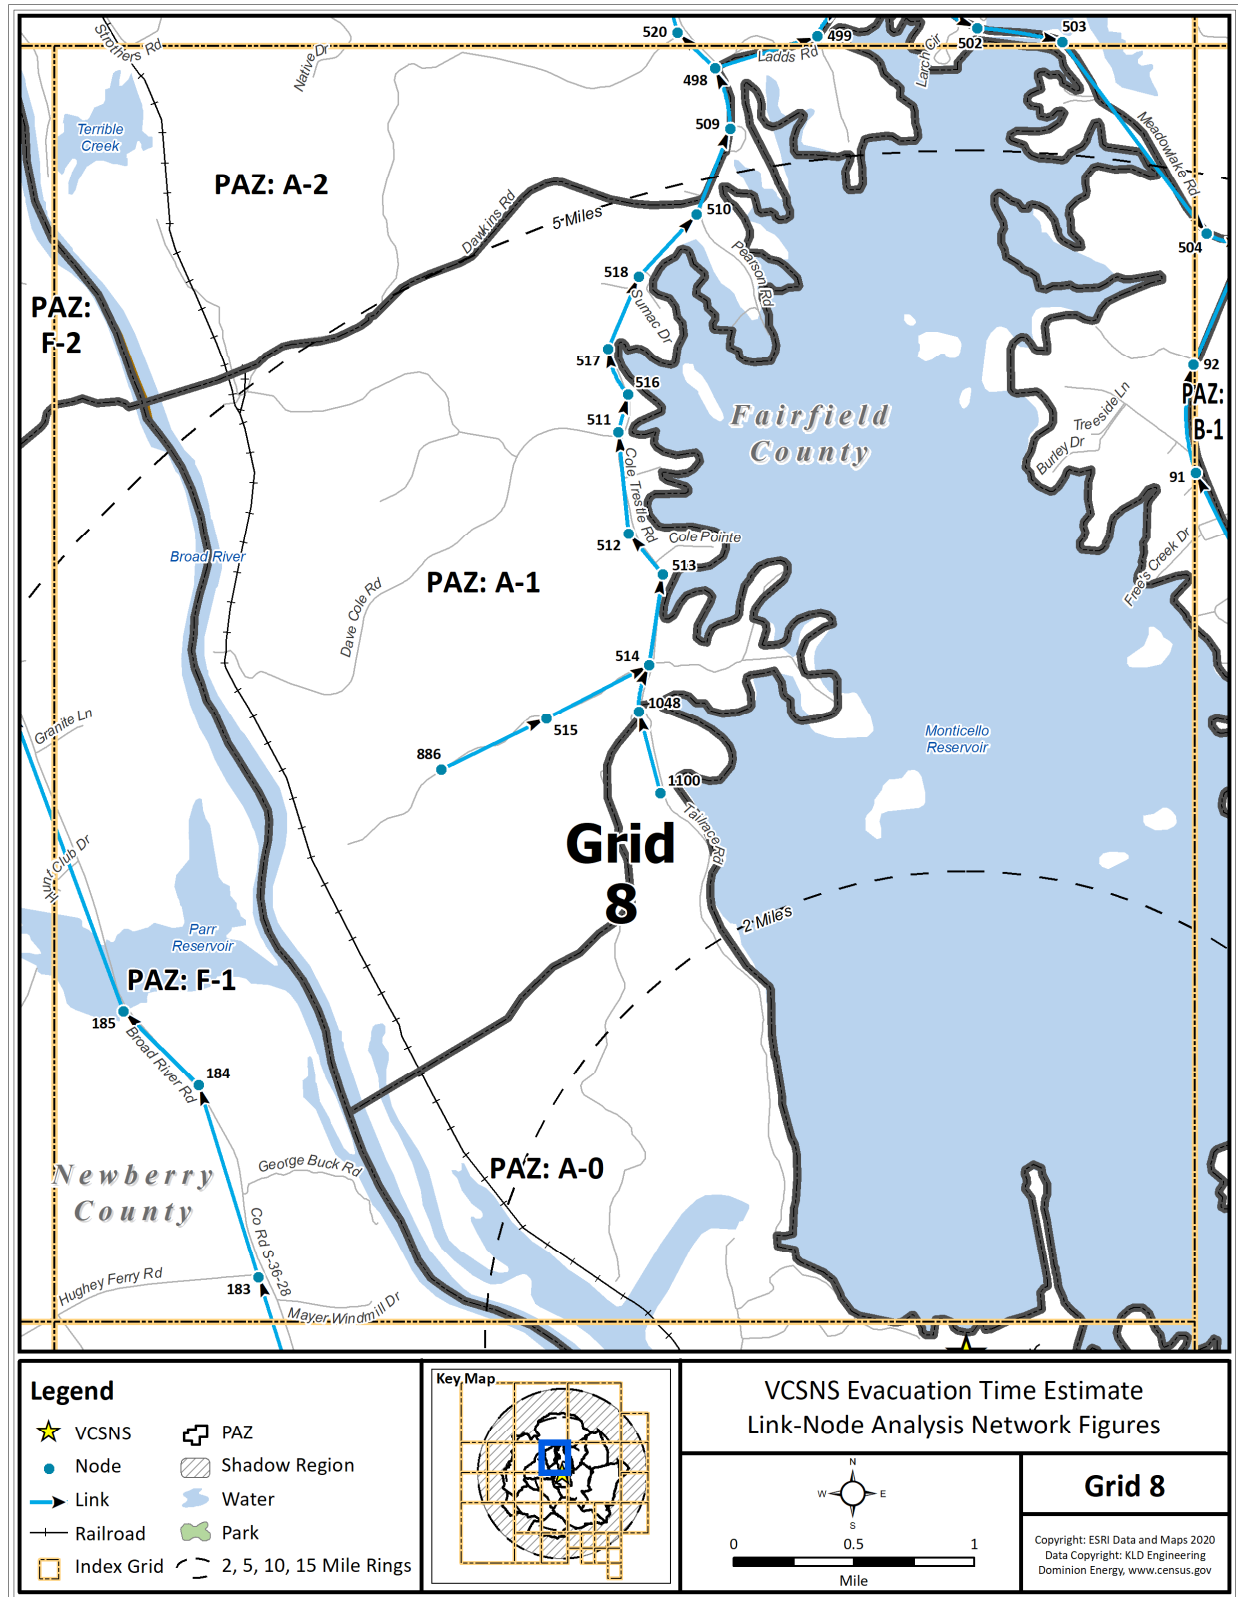 520
499
502
503
Strothers Rd
Native Dr
Ladds Rd
Larch Cir
498
Meadowlake Rd
509
Terrible
Creek
PAZ: A-2
Dawkins Rd
5 Miles
510
504
Pearson Rd
518
Sumac Dr
PAZ:
F-2
517
92
516
PAZ:
B-1
Treeside Ln
511
Fairfield
County
Burley Dr
91
Cole Trestle Rd
512
Cole Pointe
Broad River
513
Free's Creek Dr
PAZ: A-1
Dave Cole Rd
514
1048
Granite Ln
515
Monticello
Reservoir
886
1100
Tailrace Rd
Grid
8
Hunt Club Dr
2 Miles
Parr
Reservoir
PAZ: F-1
185
Broad River Rd
184
George Buck Rd
PAZ: A-0
Newberry
County
Co Rd S-36-28
Hughey Ferry Rd
183
Mayer Windmill Dr
Legend
VCSNS
PAZ
Node
Shadow Region
Link
Water
Railroad
Park
Index Grid
2, 5, 10, 15 Mile Rings
Key Map
VCSNS Evacuation Time Estimate
Link-Node Analysis Network Figures
N
W
E
S
0
0.5
1
Mile
Grid 8
Copyright: ESRI Data and Maps 2020
Data Copyright: KLD Engineering
Dominion Energy, www.census.gov